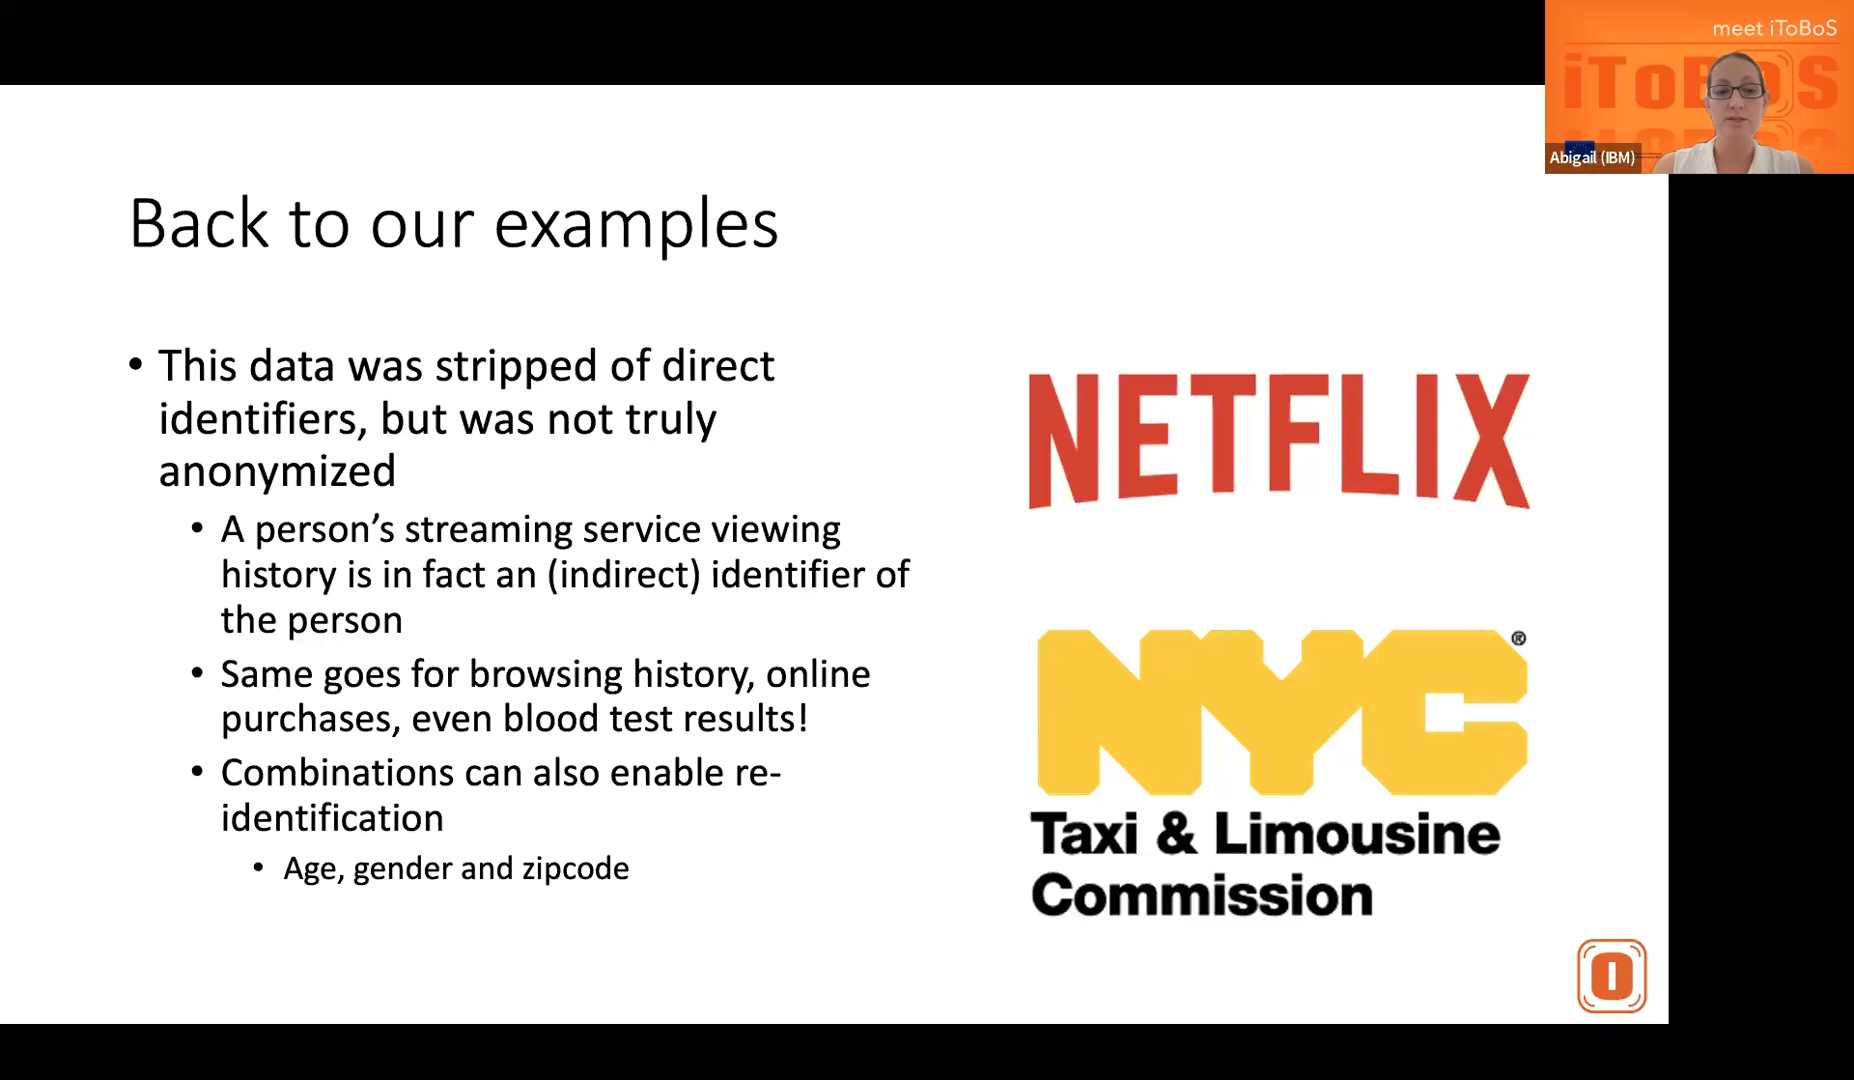 meet iToBoS
iToBoS
Abigail (IBM)
Back to our examples
• This data was stripped of direct
identifiers, but was not truly
anonymized
• A person’s streaming service viewing
history is in fact an (indirect) identifier of
the person
• Same goes for browsing history, online
purchases, even blood test results!
• Combinations can also enable re-
identification
• Age, gender and zipcode
NETFLIX
NYC®
Taxi & Limousine
Commission